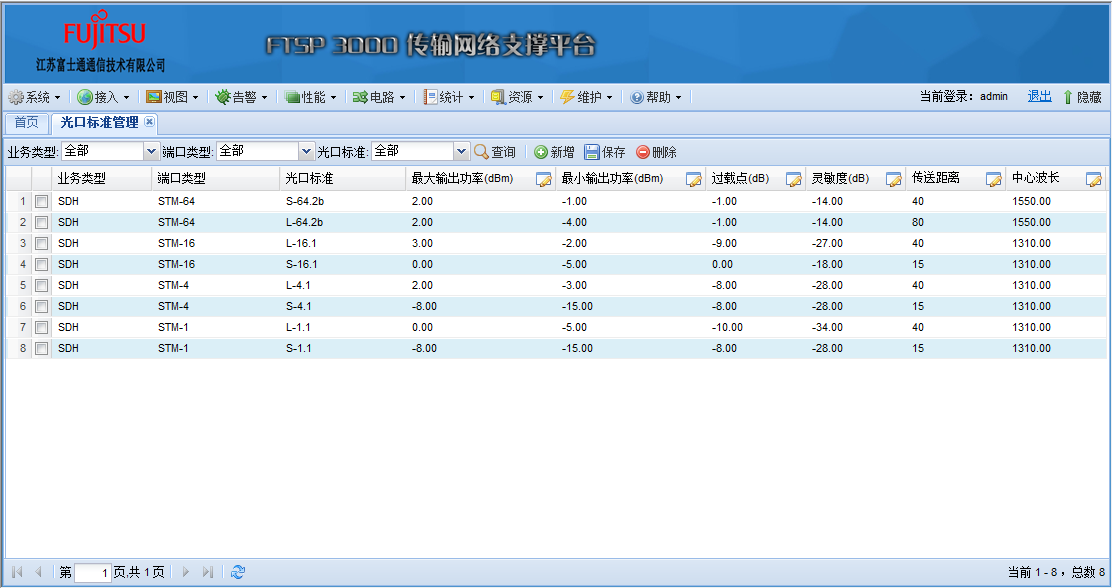 FUJITSU
江苏富士通通信技术有限公司
FTSP 3000 传输网络支撑平台
系统 接入 视图 告警 性能 电路 统计 资源 维护 帮助 当前登录: admin 退出 隐藏
首页 光口标准管理
业务类型: 全部 端口类型: 全部 光口标准: 全部 查询 新增 保存 删除
业务类型 端口类型 光口标准 最大输出功率(dBm) 最小输出功率(dBm) 过载点(dB) 灵敏度(dB) 传送距离 中心波长
1 SDH STM-64 S-64.2b 2.00 -1.00 -1.00 -14.00 40 1550.00
2 SDH STM-64 L-64.2b 2.00 -4.00 -1.00 -14.00 80 1550.00
3 SDH STM-16 L-16.1 3.00 -2.00 -9.00 -27.00 40 1310.00
4 SDH STM-16 S-16.1 0.00 -5.00 0.00 -18.00 15 1310.00
5 SDH STM-4 L-4.1 2.00 -3.00 -8.00 -28.00 40 1310.00
6 SDH STM-4 S-4.1 -8.00 -15.00 -8.00 -28.00 15 1310.00
7 SDH STM-1 L-1.1 0.00 -5.00 -10.00 -34.00 40 1310.00
8 SDH STM-1 S-1.1 -8.00 -15.00 -8.00 -28.00 15 1310.00
第 1 页,共 1 页 当前 1 - 8 , 总数 8